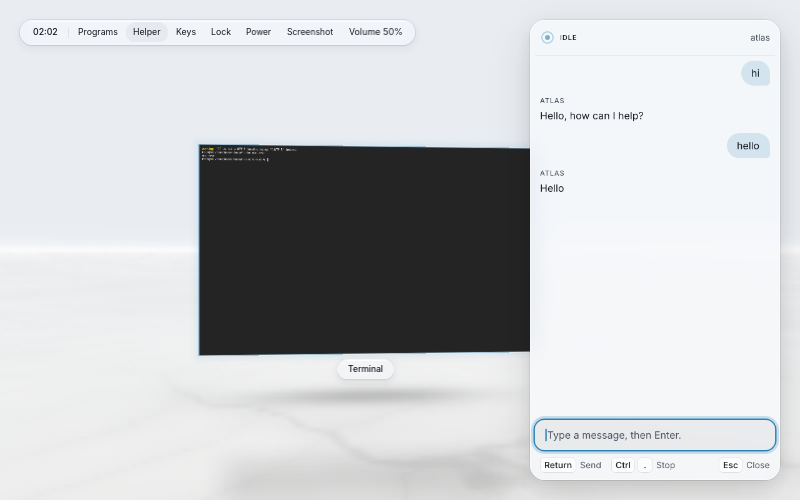 02:02 Programs Helper Keys Lock Power Screenshot Volume 50%
IDLE atlas
hi
ATLAS
Hello, how can I help?
hello
ATLAS
Hello
Terminal
Type a message, then Enter.
Return Send Ctrl . Stop Esc Close